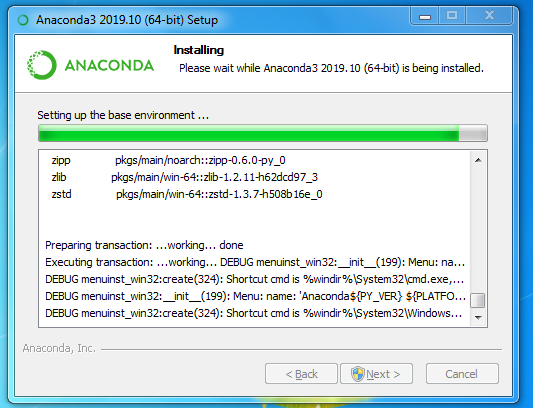 Anaconda3 2019.10 (64-bit) Setup
ANACONDA
Installing
Please wait while Anaconda3 2019.10 (64-bit) is being installed.
Setting up the base environment ...
zipp pkgs/main/noarch::zipp-0.6.0-py_0
zlib pkgs/main/win-64::zlib-1.2.11-h62dcd97_3
zstd pkgs/main/win-64::zstd-1.3.7-h508b16e_0
Preparing transaction: ...working... done
Executing transaction: ...working... DEBUG menuinst_win32:__init__(199): Menu: na...
DEBUG menuinst_win32:create(324): Shortcut cmd is %windir%\System32\cmd.exe,...
DEBUG menuinst_win32:__init__(199): Menu: name: 'Anaconda${PY_VER} ${PLATFO...
DEBUG menuinst_win32:create(324): Shortcut cmd is %windir%\System32\Windows...
Anaconda, Inc.
< Back
Next >
Cancel